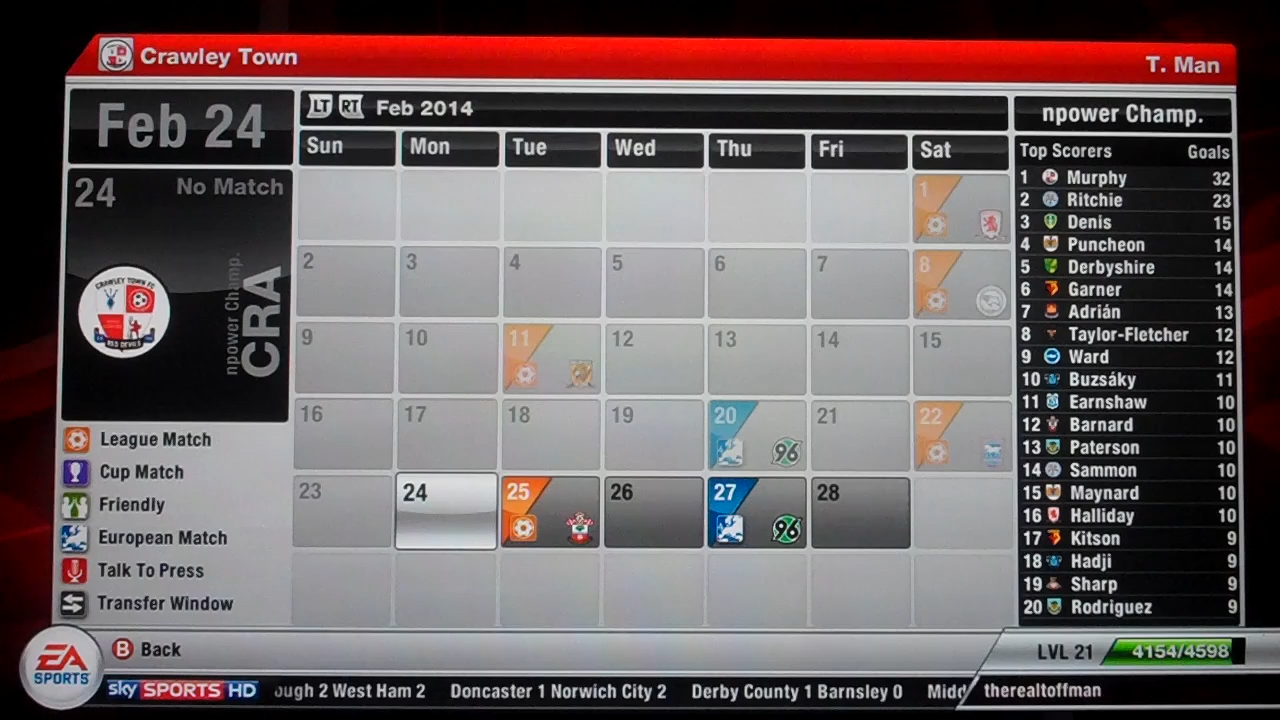 Crawley Town
T. Man
Feb 24
LT RT Feb 2014
npower Champ.
Sun Mon Tue Wed Thu Fri Sat
24 No Match
CRAWLEY TOWN FC
RED DEVILS
npower Champ.
CRA
1
2 3 4 5 6 7 8
9 10 11 12 13 14 15
16 17 18 19 20 21 22
96
23 24 25 26 27 28
96
League Match
Cup Match
Friendly
European Match
Talk To Press
Transfer Window
Top Scorers Goals
1 Murphy 32
2 Ritchie 23
3 Denis 15
4 Puncheon 14
5 Derbyshire 14
6 Garner 14
7 Adrián 13
8 Taylor-Fletcher 12
9 Ward 12
10 Buzsáky 11
11 Earnshaw 10
12 Barnard 10
13 Paterson 10
14 Sammon 10
15 Maynard 10
16 Halliday 10
17 Kitson 9
18 Hadji 9
19 Sharp 9
20 Rodriguez 9
B Back
LVL 21 4154/4598
EA SPORTS
sky SPORTS HD ough 2 West Ham 2 Doncaster 1 Norwich City 2 Derby County 1 Barnsley 0 Midd therealtoffman